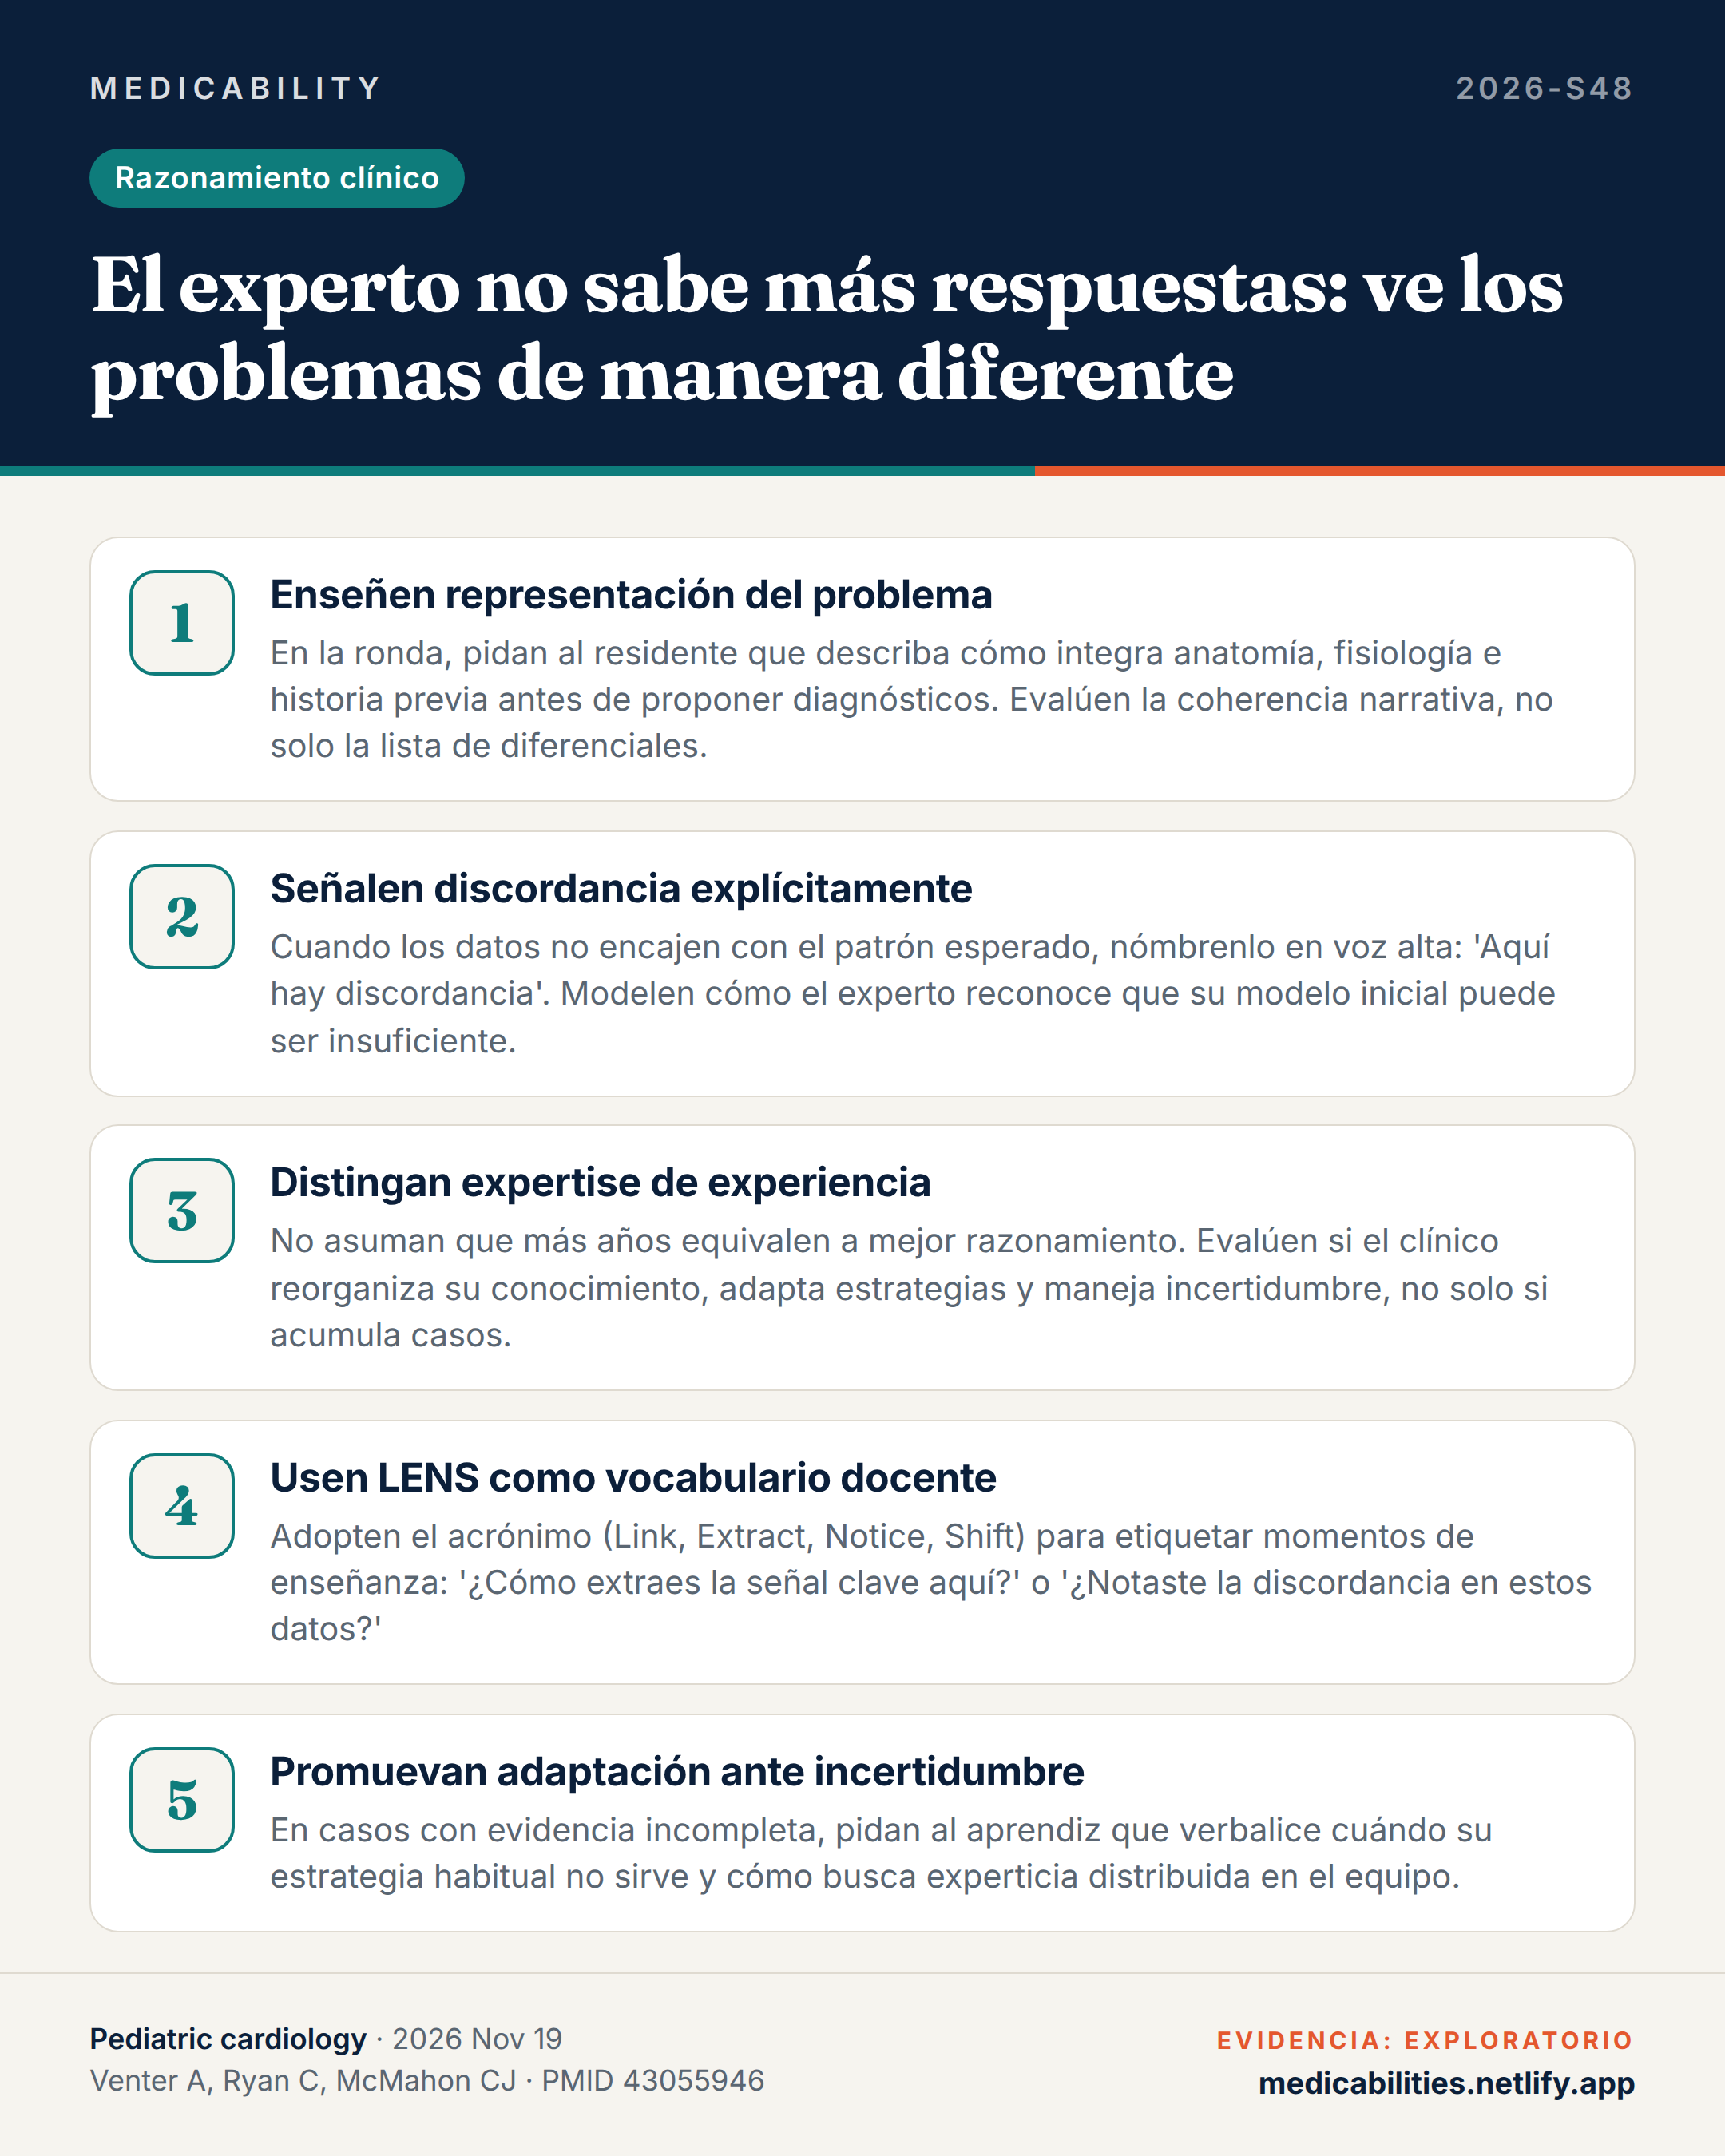 MEDICABILITY
2026-S48
Razonamiento clínico
El experto no sabe más respuestas: ve los
problemas de manera diferente
1
Enseñen representación del problema
En la ronda, pidan al residente que describa cómo integra anatomía, fisiología e
historia previa antes de proponer diagnósticos. Evalúen la coherencia narrativa, no
solo la lista de diferenciales.
2
Señalen discordancia explícitamente
Cuando los datos no encajen con el patrón esperado, nómbrenlo en voz alta: 'Aquí
hay discordancia'. Modelen cómo el experto reconoce que su modelo inicial puede
ser insuficiente.
3
Distingan expertise de experiencia
No asuman que más años equivalen a mejor razonamiento. Evalúen si el clínico
reorganiza su conocimiento, adapta estrategias y maneja incertidumbre, no solo si
acumula casos.
4
Usen LENS como vocabulario docente
Adopten el acrónimo (Link, Extract, Notice, Shift) para etiquetar momentos de
enseñanza: '¿Cómo extraes la señal clave aquí?' o '¿Notaste la discordancia en estos
datos?'
5
Promuevan adaptación ante incertidumbre
En casos con evidencia incompleta, pidan al aprendiz que verbalice cuándo su
estrategia habitual no sirve y cómo busca experticia distribuida en el equipo.
Pediatric cardiology · 2026 Nov 19
Venter A, Ryan C, McMahon CJ · PMID 43055946
EVIDENCIA: EXPLORATORIO
medicabilities.netlify.app